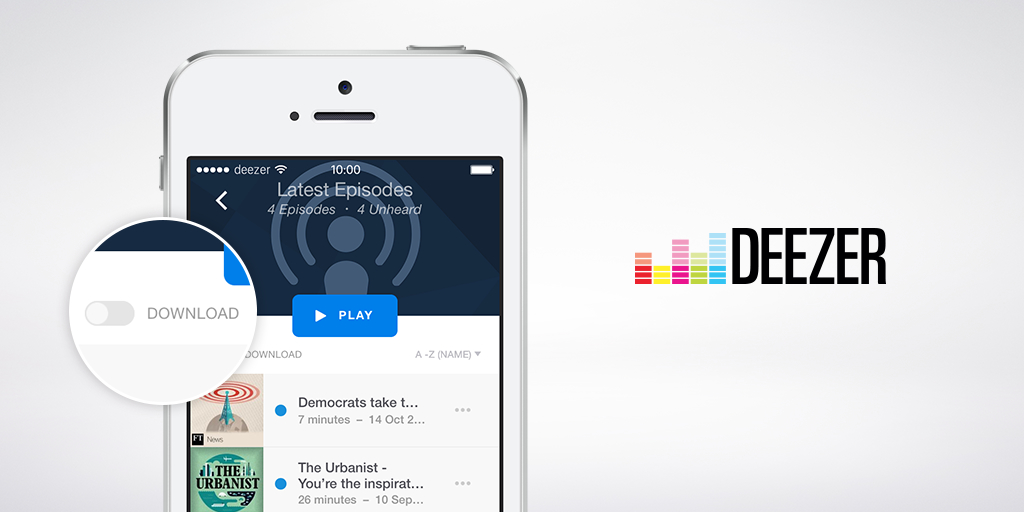 deezer 10:00
Latest Episodes
4 Episodes · 4 Unheard
PLAY
DOWNLOAD
DOWNLOAD A -Z (NAME)
Democrats take t...
7 minutes – 14 Oct 2...
FT News
The Urbanist -
You're the inspirat...
26 minutes – 10 Sep...
THE
URBANIST
DEEZER